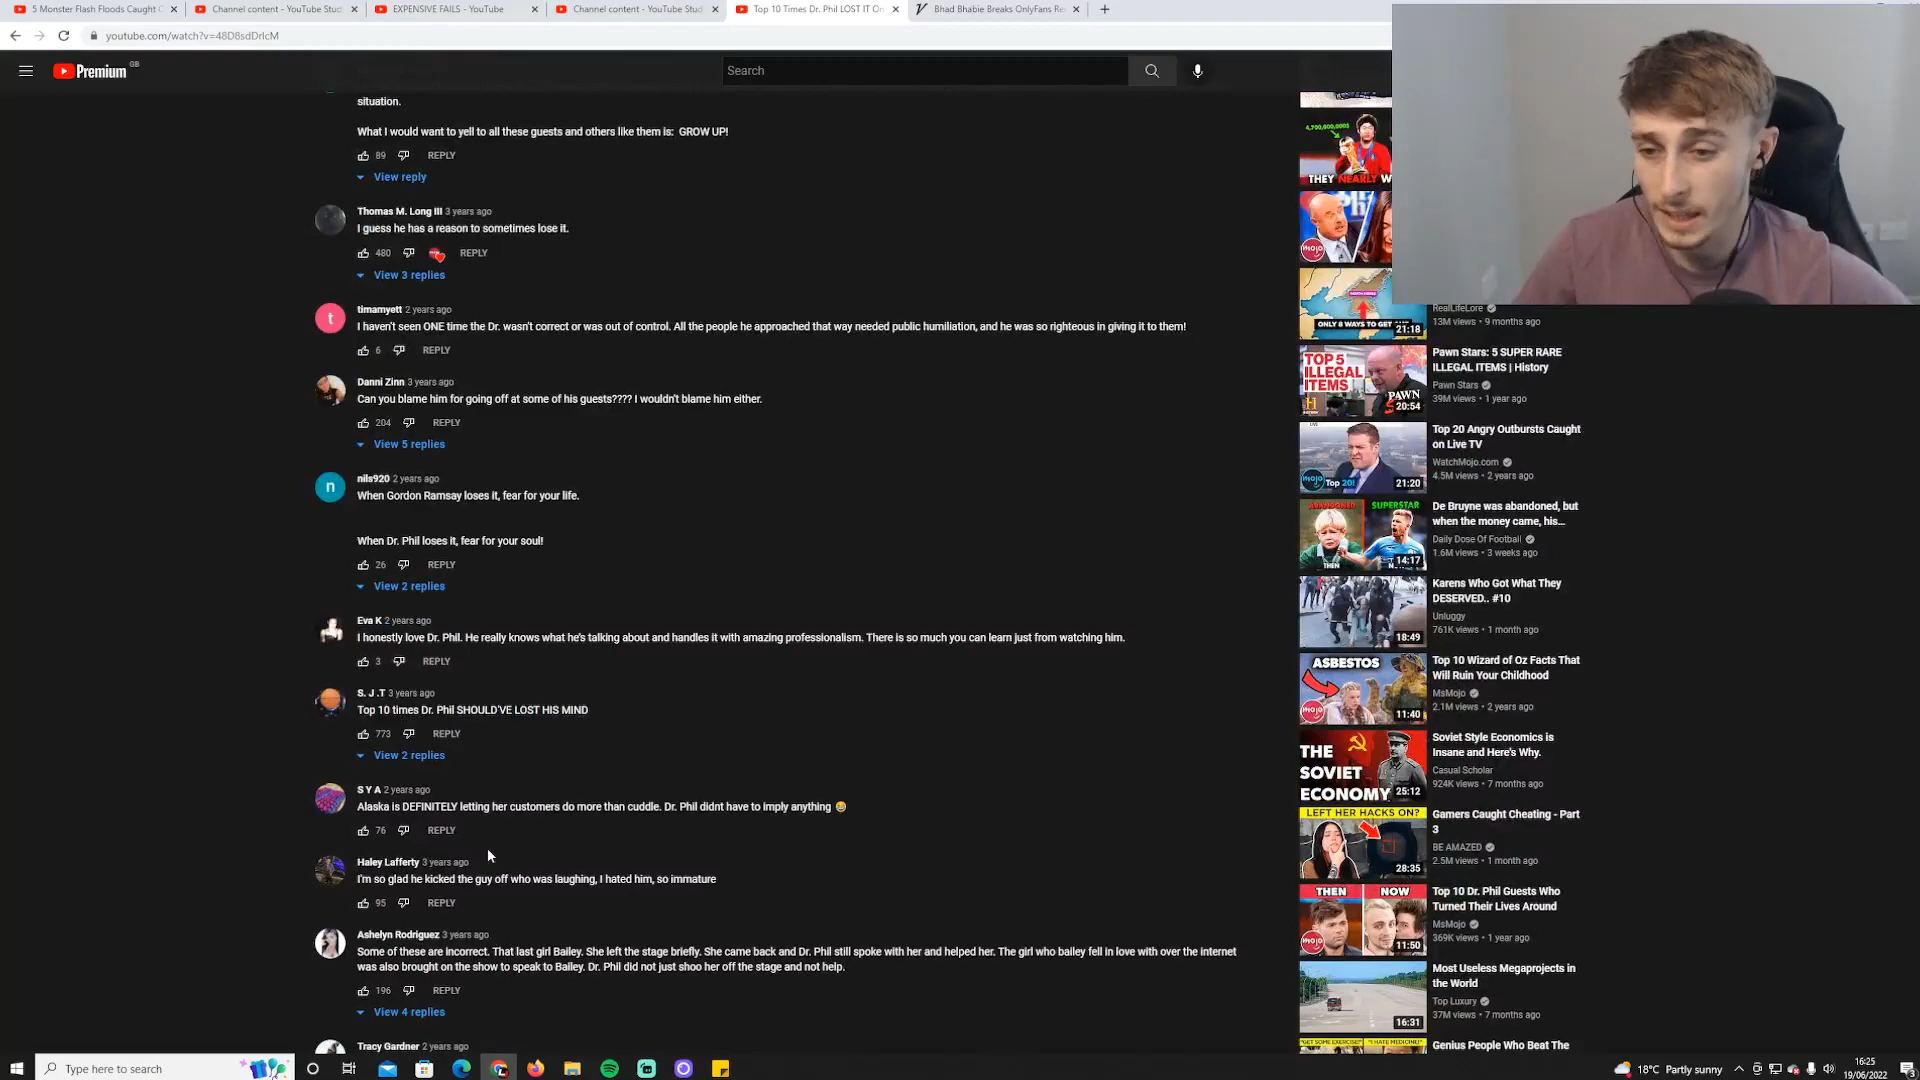 5 Monster Flash Floods Caught C
Channel content - YouTube Stud
EXPENSIVE FAILS - YouTube
Channel content - YouTube Stud
Top 10 Times Dr. Phil LOST IT On
Bhad Bhabie Breaks OnlyFans Re
youtube.com/watch?v=48D8sdDrlcM
Premium GB
Search
situation.
What I would want to yell to all these guests and others like them is: GROW UP!
89 REPLY
View reply
Thomas M. Long III 3 years ago
I guess he has a reason to sometimes lose it.
480 REPLY
View 3 replies
timamyett 2 years ago
I haven't seen ONE time the Dr. wasn't correct or was out of control. All the people he approached that way needed public humiliation, and he was so righteous in giving it to them!
6 REPLY
Danni Zinn 3 years ago
Can you blame him for going off at some of his guests???? I wouldn't blame him either.
204 REPLY
View 5 replies
nils920 2 years ago
When Gordon Ramsay loses it, fear for your life.
When Dr. Phil loses it, fear for your soul!
26 REPLY
View 2 replies
Eva K 2 years ago
I honestly love Dr. Phil. He really knows what he's talking about and handles it with amazing professionalism. There is so much you can learn just from watching him.
3 REPLY
S. J .T 3 years ago
Top 10 times Dr. Phil SHOULD'VE LOST HIS MIND
773 REPLY
View 2 replies
S Y A 2 years ago
Alaska is DEFINITELY letting her customers do more than cuddle. Dr. Phil didnt have to imply anything 😂
76 REPLY
Haley Lafferty 3 years ago
I'm so glad he kicked the guy off who was laughing, I hated him, so immature
95 REPLY
Ashelyn Rodriguez 3 years ago
Some of these are incorrect. That last girl Bailey. She left the stage briefly. She came back and Dr. Phil still spoke with her and helped her. The girl who bailey fell in love with over the internet
was also brought on the show to speak to Bailey. Dr. Phil did not just shoo her off the stage and not help.
196 REPLY
View 4 replies
Tracy Gardner 2 years ago
THEY NEARLY W
mojo
ONLY 8 WAYS TO GET
21:18
RealLifeLore
13M views • 9 months ago
TOP 5
ILLEGAL
ITEMS
PAWN
20:54
Pawn Stars: 5 SUPER RARE
ILLEGAL ITEMS | History
Pawn Stars
39M views • 1 year ago
mojo Top 20!
21:20
Top 20 Angry Outbursts Caught
on Live TV
WatchMojo.com
4.5M views • 2 years ago
ABANDONED SUPERSTAR
THEN
14:17
De Bruyne was abandoned, but
when the money came, his...
Daily Dose Of Football
1.6M views • 3 weeks ago
18:49
Karens Who Got What They
DESERVED.. #10
Unluggy
761K views • 1 month ago
ASBESTOS
mojo
11:40
Top 10 Wizard of Oz Facts That
Will Ruin Your Childhood
MsMojo
2.1M views • 2 years ago
THE
SOVIET
ECONOMY
25:12
Soviet Style Economics is
Insane and Here's Why.
Casual Scholar
924K views • 7 months ago
LEFT HER HACKS ON?
28:35
Gamers Caught Cheating - Part
3
BE AMAZED
2.5M views • 1 month ago
THEN NOW
mojo
11:50
Top 10 Dr. Phil Guests Who
Turned Their Lives Around
MsMojo
369K views • 1 year ago
16:31
Most Useless Megaprojects in
the World
Top Luxury
37M views • 7 months ago
"GET SOME EXERCISE!" "I HATE MEDICINE!"
Genius People Who Beat The
Type here to search
18°C Partly sunny
16:25
19/06/2022